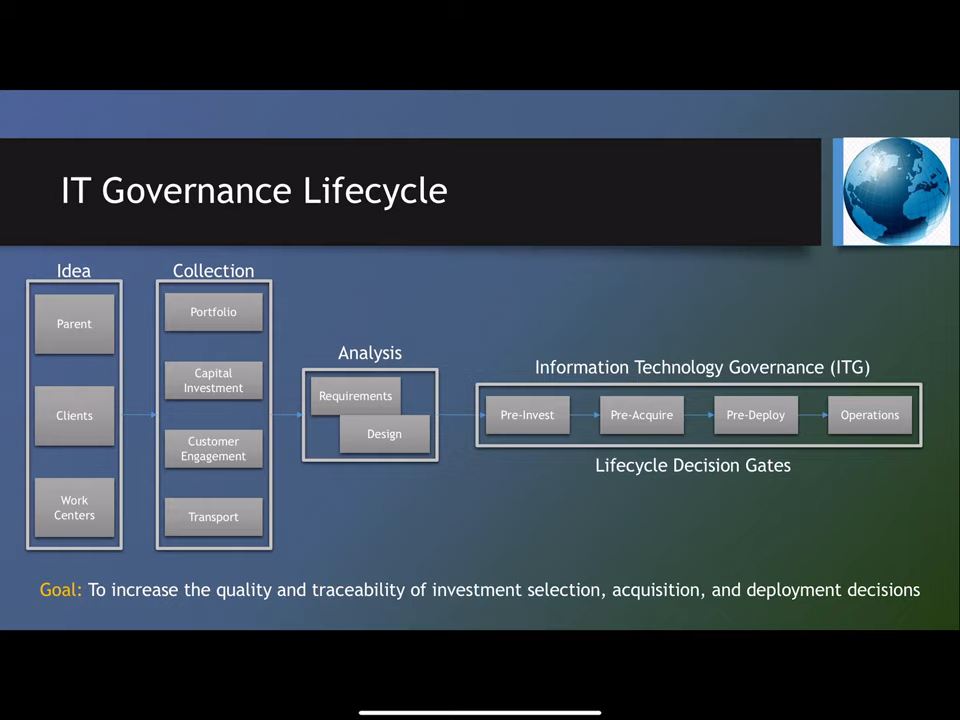 IT Governance Lifecycle
Idea
Parent
Clients
Work
Centers
Collection
Portfolio
Capital
Investment
Customer
Engagement
Transport
Analysis
Requirements
Design
Information Technology Governance (ITG)
Pre-Invest
Pre-Acquire
Pre-Deploy
Operations
Lifecycle Decision Gates
Goal: To increase the quality and traceability of investment selection, acquisition, and deployment decisions